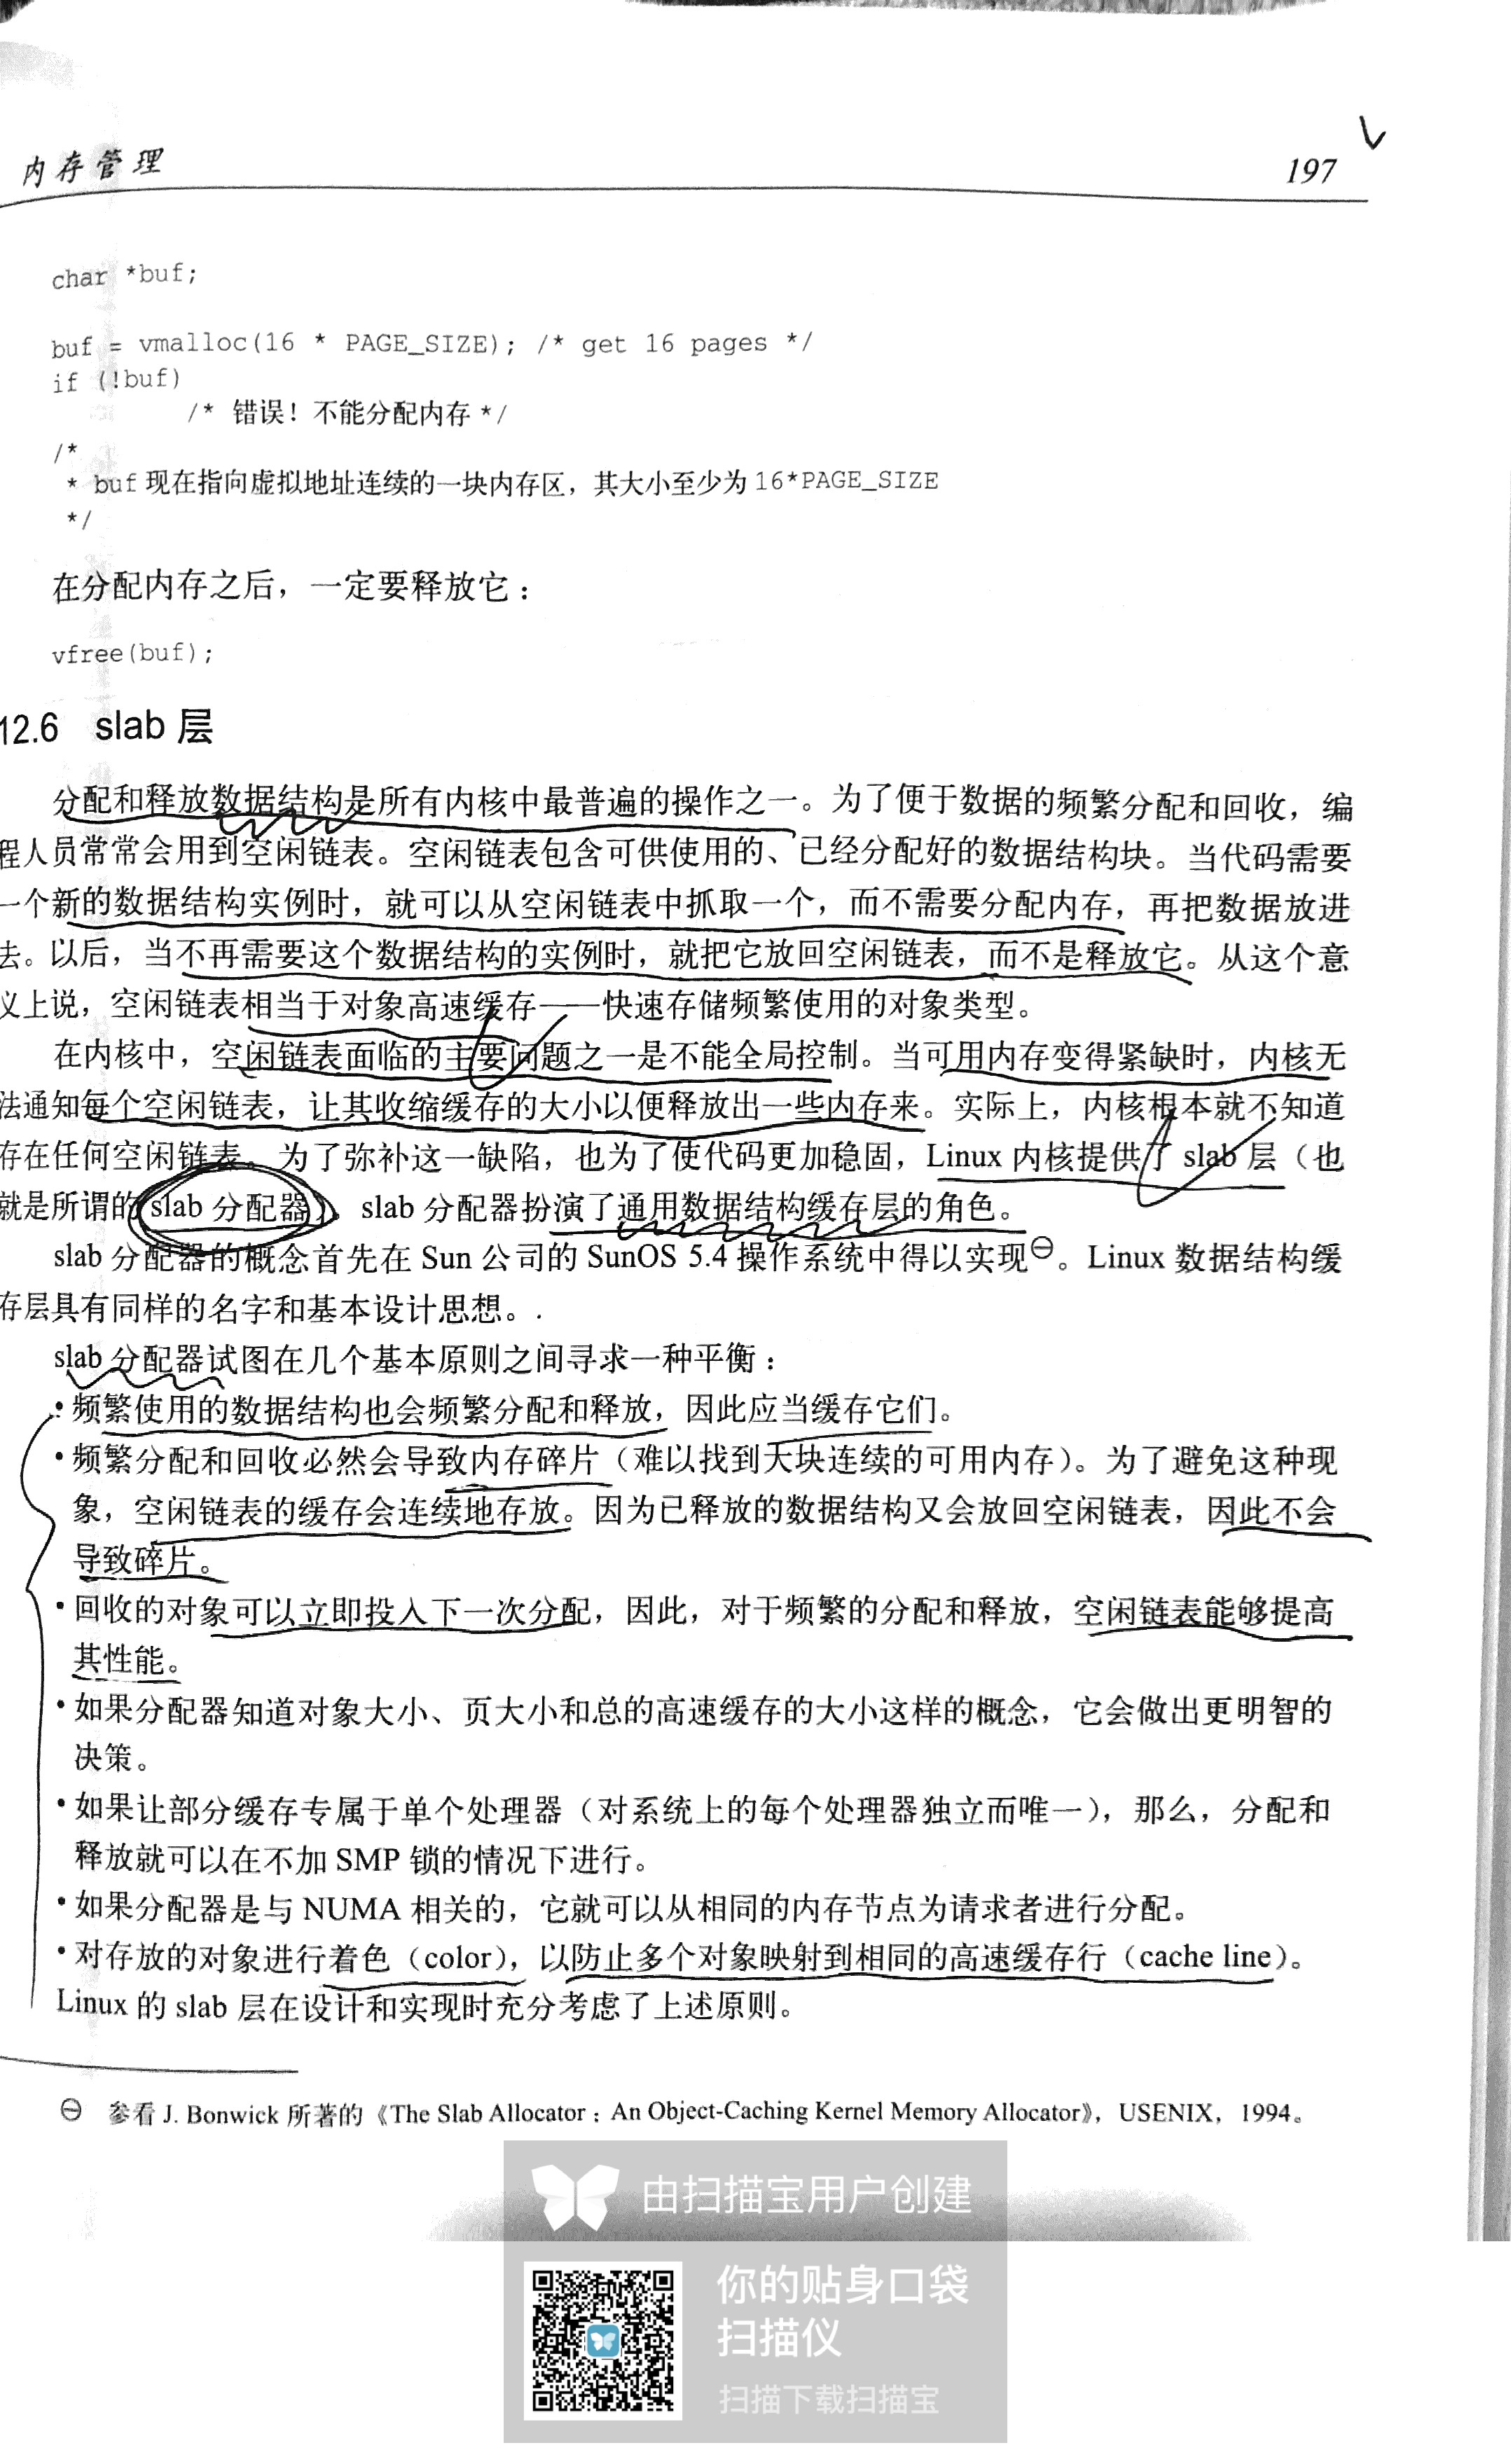 内存管理
197
char *buf;
buf = vmalloc(16 * PAGE_SIZE); /* get 16 pages */
if (!buf)
/* 错误！不能分配内存 */
/*
* buf 现在指向虚拟地址连续的一块内存区，其大小至少为 16*PAGE_SIZE
*/
在分配内存之后，一定要释放它：
vfree(buf);
12.6 slab 层
分配和释放数据结构是所有内核中最普遍的操作之一。为了便于数据的频繁分配和回收，编
程人员常常会用到空闲链表。空闲链表包含可供使用的、已经分配好的数据结构块。当代码需要
一个新的数据结构实例时，就可以从空闲链表中抓取一个，而不需要分配内存，再把数据放进
去。以后，当不再需要这个数据结构的实例时，就把它放回空闲链表，而不是释放它。从这个意
义上说，空闲链表相当于对象高速缓存——快速存储频繁使用的对象类型。
在内核中，空闲链表面临的主要问题之一是不能全局控制。当可用内存变得紧缺时，内核无
法通知每个空闲链表，让其收缩缓存的大小以便释放出一些内存来。实际上，内核根本就不知道
存在任何空闲链表。为了弥补这一缺陷，也为了使代码更加稳固，Linux 内核提供了 slab 层（也
就是所谓的 slab 分配器）。slab 分配器扮演了通用数据结构缓存层的角色。
slab 分配器的概念首先在 Sun 公司的 SunOS 5.4 操作系统中得以实现㊀。Linux 数据结构缓
存层具有同样的名字和基本设计思想。
slab 分配器试图在几个基本原则之间寻求一种平衡：
• 频繁使用的数据结构也会频繁分配和释放，因此应当缓存它们。
• 频繁分配和回收必然会导致内存碎片（难以找到大块连续的可用内存）。为了避免这种现
象，空闲链表的缓存会连续地存放。因为已释放的数据结构又会放回空闲链表，因此不会
导致碎片。
• 回收的对象可以立即投入下一次分配，因此，对于频繁的分配和释放，空闲链表能够提高
其性能。
• 如果分配器知道对象大小、页大小和总的高速缓存的大小这样的概念，它会做出更明智的
决策。
• 如果让部分缓存专属于单个处理器（对系统上的每个处理器独立而唯一），那么，分配和
释放就可以在不加 SMP 锁的情况下进行。
• 如果分配器是与 NUMA 相关的，它就可以从相同的内存节点为请求者进行分配。
• 对存放的对象进行着色（color），以防止多个对象映射到相同的高速缓存行（cache line）。
Linux 的 slab 层在设计和实现时充分考虑了上述原则。
㊀ 参看 J. Bonwick 所著的《The Slab Allocator：An Object-Caching Kernel Memory Allocator》，USENIX，1994。
由扫描宝用户创建
你的贴身口袋
扫描仪
扫描下载扫描宝